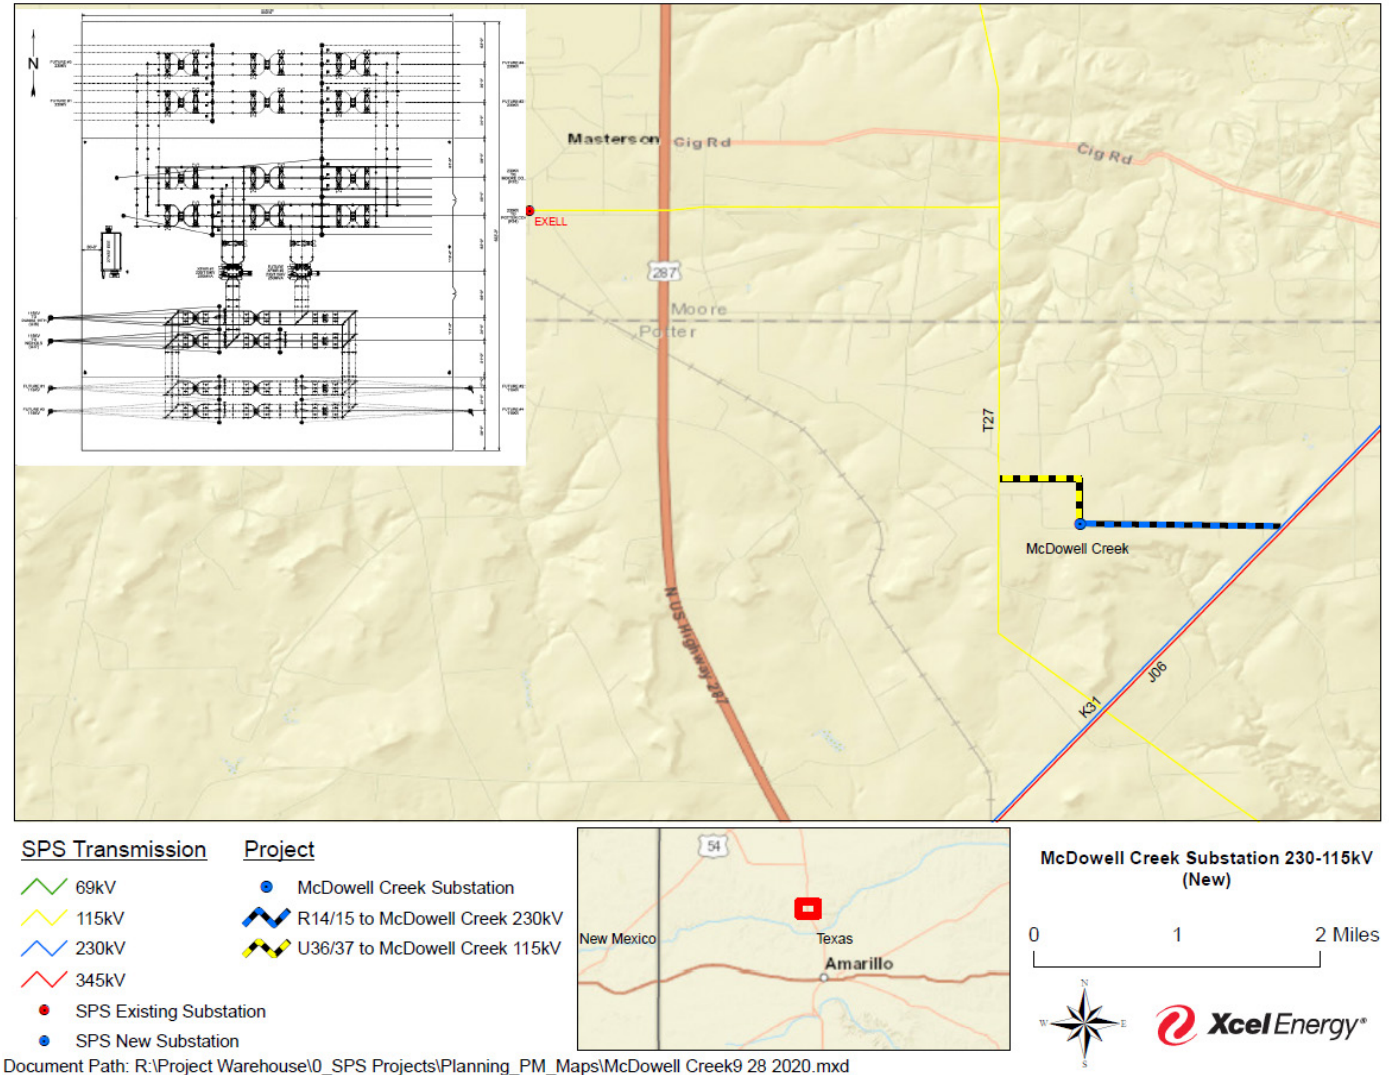 N
Masterson
Cig Rd
Cig Rd
EXELL
287
Moore
Potter
T27
McDowell Creek
N US Highway 287
J06
K31
SPS Transmission
69kV
115kV
230kV
345kV
SPS Existing Substation
SPS New Substation
Project
McDowell Creek Substation
R14/15 to McDowell Creek 230kV
U36/37 to McDowell Creek 115kV
54
New Mexico
Texas
Amarillo
McDowell Creek Substation 230-115kV
(New)
0 1 2 Miles
N
W E
S
Xcel Energy®
Document Path: R:\Project Warehouse\0_SPS Projects\Planning_PM_Maps\McDowell Creek9 28 2020.mxd